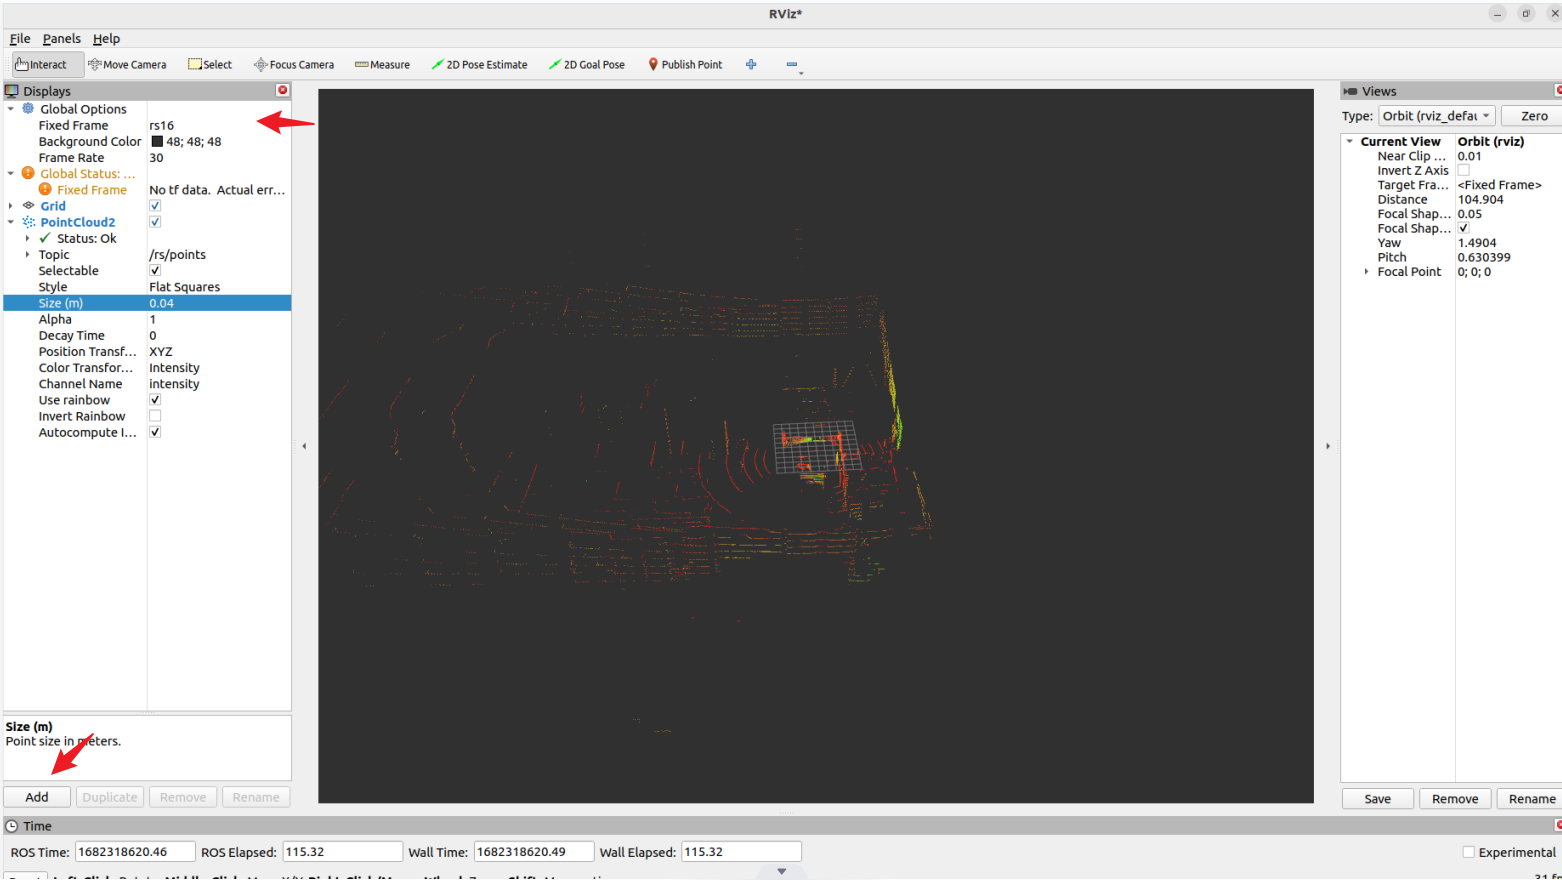 RViz*
File Panels Help
Interact Move Camera Select Focus Camera Measure 2D Pose Estimate 2D Goal Pose Publish Point
Displays
Global Options
Fixed Frame rs16
Background Color 48; 48; 48
Frame Rate 30
Global Status: ...
Fixed Frame No tf data. Actual err...
Grid
PointCloud2
Status: Ok
Topic /rs/points
Selectable
Style Flat Squares
Size (m) 0.04
Alpha 1
Decay Time 0
Position Transf... XYZ
Color Transfor... Intensity
Channel Name intensity
Use rainbow
Invert Rainbow
Autocompute I...
Size (m)
Point size in meters.
Add Duplicate Remove Rename
Views
Type: Orbit (rviz_defau Zero
Current View Orbit (rviz)
Near Clip ... 0.01
Invert Z Axis
Target Fra... <Fixed Frame>
Distance 104.904
Focal Shap... 0.05
Focal Shap...
Yaw 1.4904
Pitch 0.630399
Focal Point 0; 0; 0
Save Remove Rename
Time
ROS Time: 1682318620.46 ROS Elapsed: 115.32 Wall Time: 1682318620.49 Wall Elapsed: 115.32 Experimental